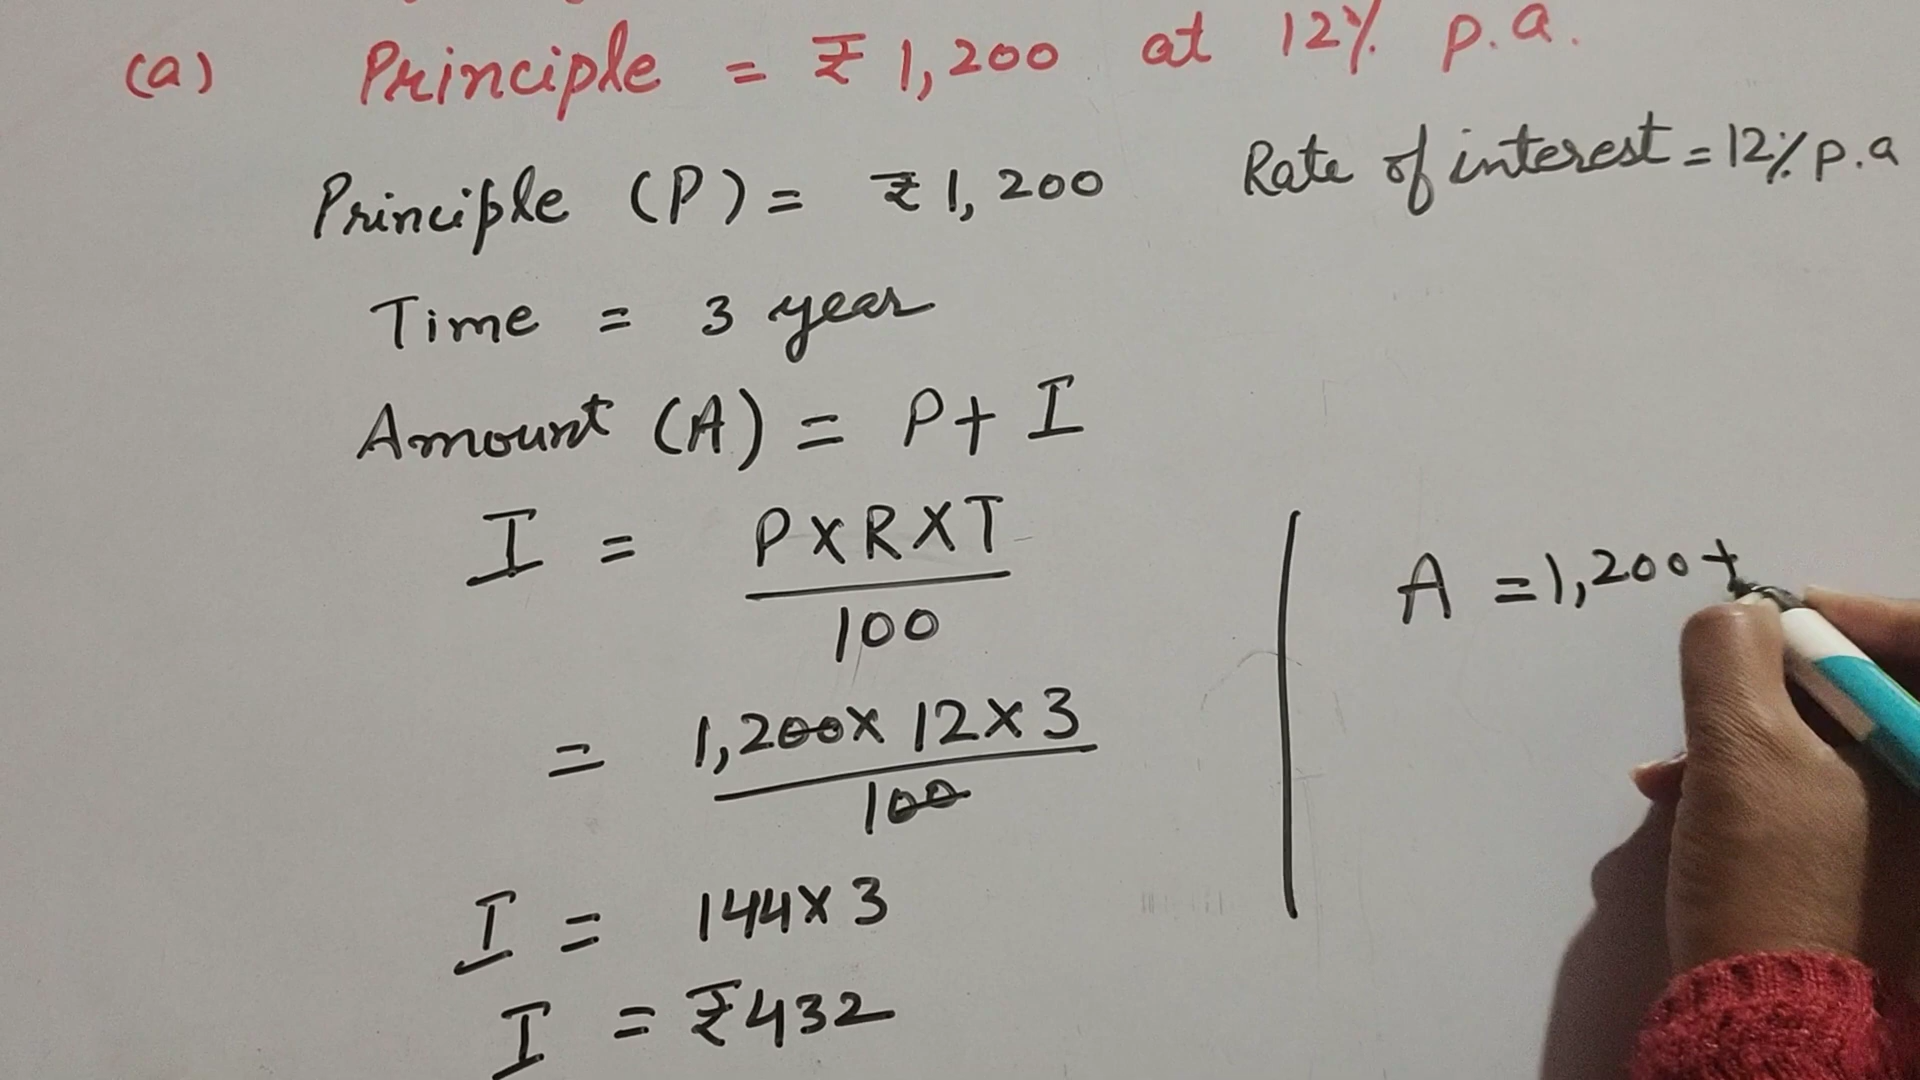 (a) Principle = ₹ 1,200 at 12% p.a.
Principle (P) = ₹ 1,200 Rate of interest = 12% p.a
Time = 3 year
Amount (A) = P + I
I = P X R X T
100
= 1,200 x 12 x 3
100
I = 144 x 3
I = ₹ 432
A = 1,200 +